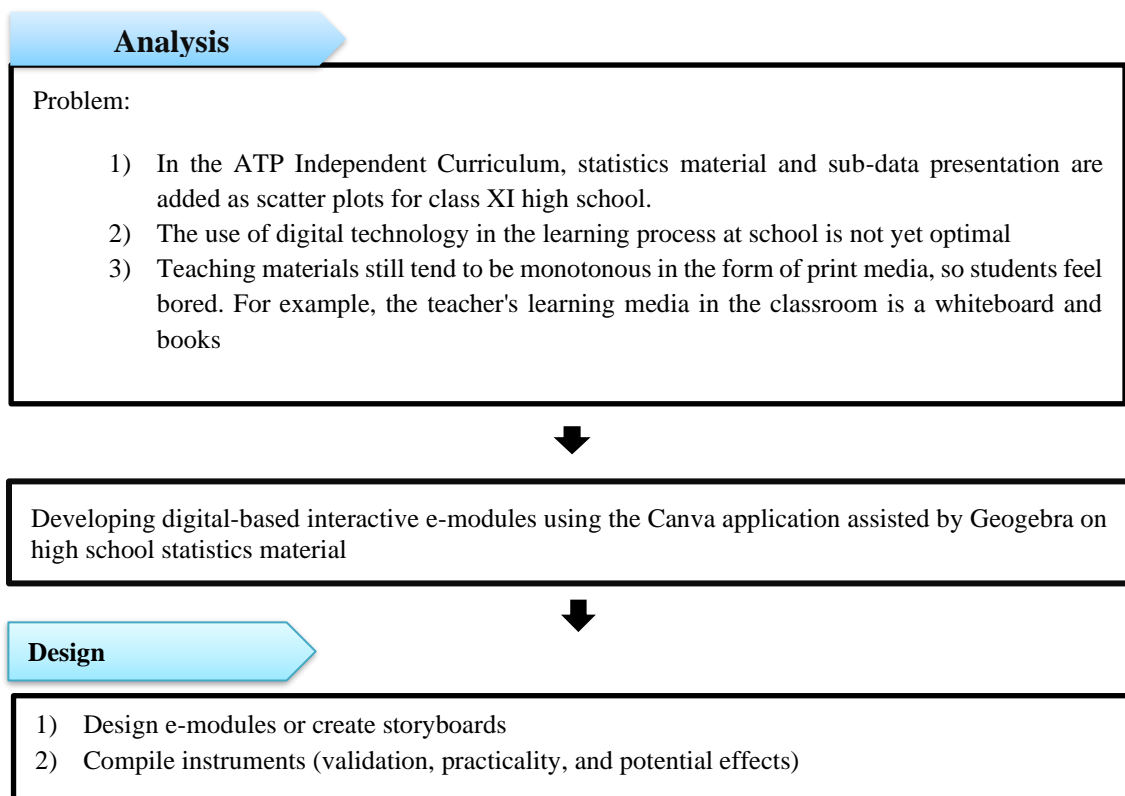 Analysis
Problem:
1) In the ATP Independent Curriculum, statistics material and sub-data presentation are
added as scatter plots for class XI high school.
2) The use of digital technology in the learning process at school is not yet optimal
3) Teaching materials still tend to be monotonous in the form of print media, so students feel
bored. For example, the teacher's learning media in the classroom is a whiteboard and
books
Developing digital-based interactive e-modules using the Canva application assisted by Geogebra on
high school statistics material
Design
1) Design e-modules or create storyboards
2) Compile instruments (validation, practicality, and potential effects)